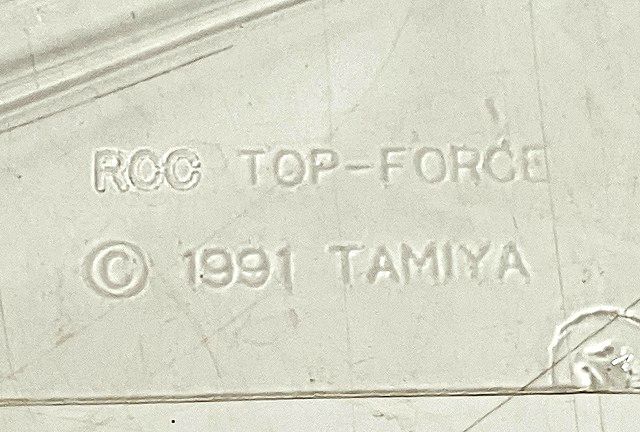 RCC TOP-FORCE
© 1991 TAMIYA